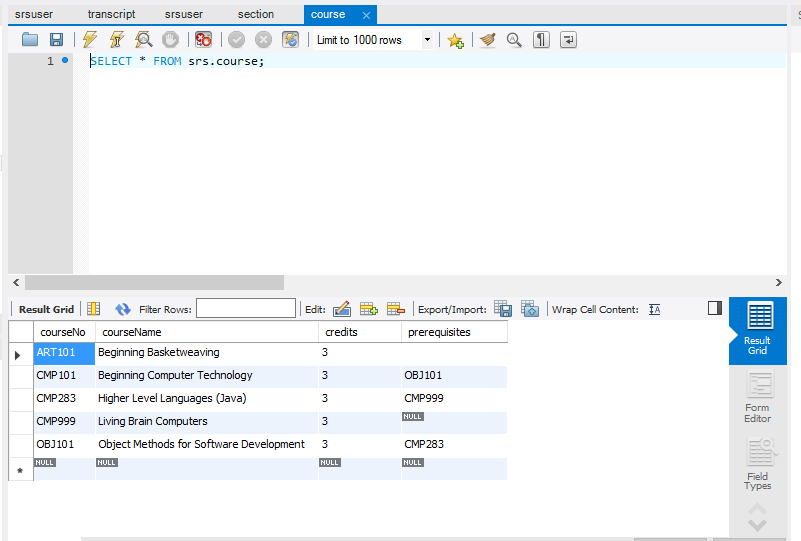 srsuser transcript srsuser section course
Limit to 1000 rows
1 SELECT * FROM srs.course;
Result Grid Filter Rows: Edit: Export/Import: Wrap Cell Content:
courseNo courseName credits prerequisites
ART101 Beginning Basketweaving 3
CMP101 Beginning Computer Technology 3 OBJ101
CMP283 Higher Level Languages (Java) 3 CMP999
CMP999 Living Brain Computers 3 NULL
OBJ101 Object Methods for Software Development 3 CMP283
NULL NULL NULL NULL
Result
Grid
Form
Editor
Field
Types